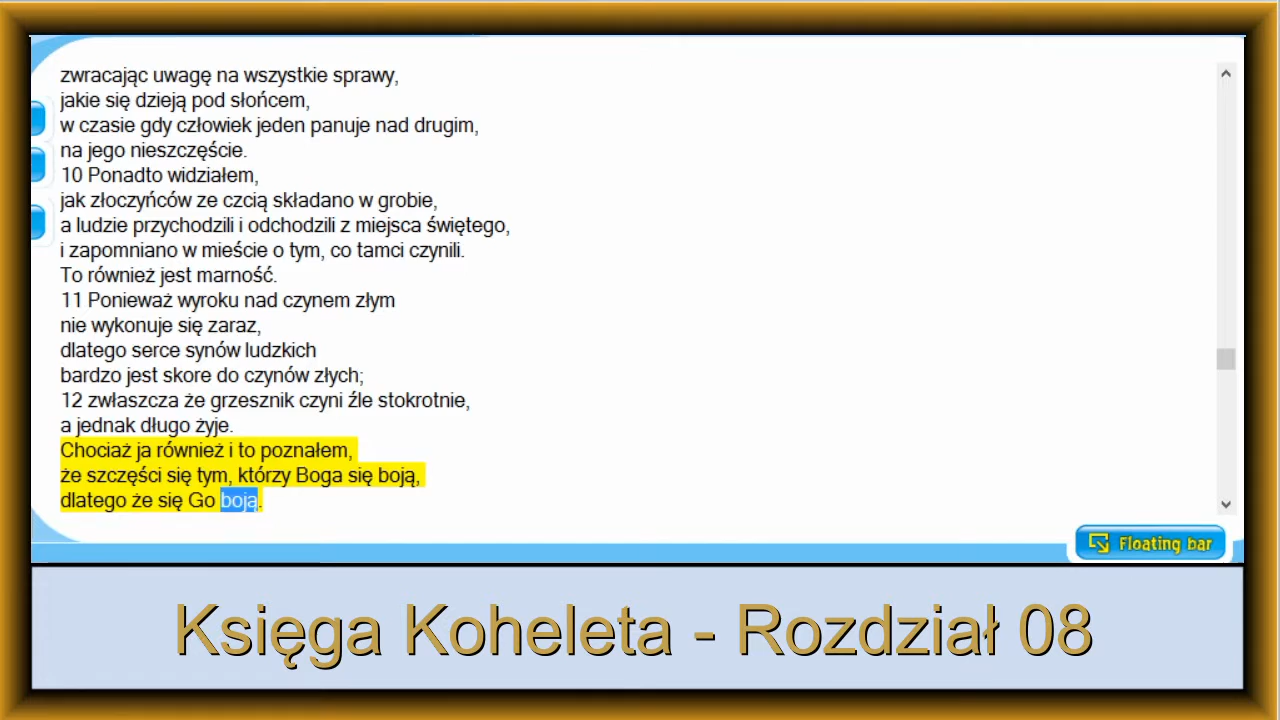 zwracając uwagę na wszystkie sprawy,
jakie się dzieją pod słońcem,
w czasie gdy człowiek jeden panuje nad drugim,
na jego nieszczęście.
10 Ponadto widziałem,
jak złoczyńców ze czcią składano w grobie,
a ludzie przychodzili i odchodzili z miejsca świętego,
i zapomniano w mieście o tym, co tamci czynili.
To również jest marność.
11 Ponieważ wyroku nad czynem złym
nie wykonuje się zaraz,
dlatego serce synów ludzkich
bardzo jest skore do czynów złych;
12 zwłaszcza że grzesznik czyni źle stokrotnie,
a jednak długo żyje.
Chociaż ja również i to poznałem,
że szczęści się tym, którzy Boga się boją,
dlatego że się Go boją.
Floating bar
Księga Koheleta - Rozdział 08